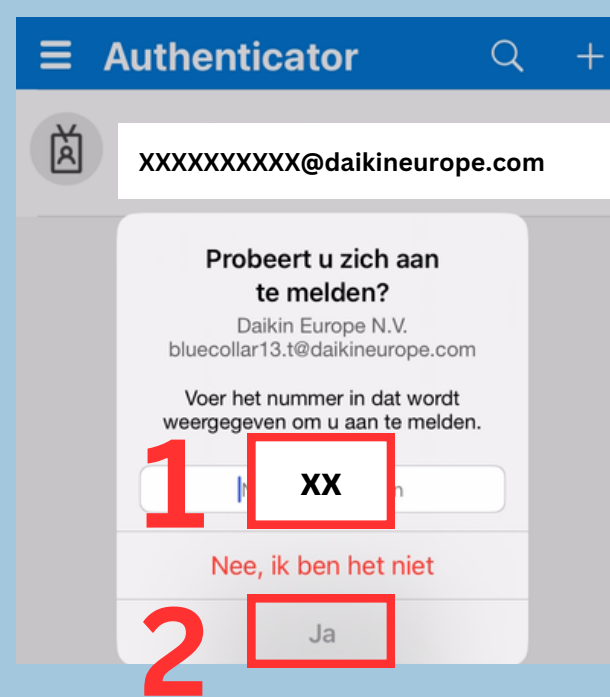 Authenticator
XXXXXXXXXX@daikineurope.com
Probeert u zich aan
te melden?
Daikin Europe N.V.
bluecollar13.t@daikineurope.com
Voer het nummer in dat wordt
weergegeven om u aan te melden.
1
XX
Nee, ik ben het niet
2
Ja